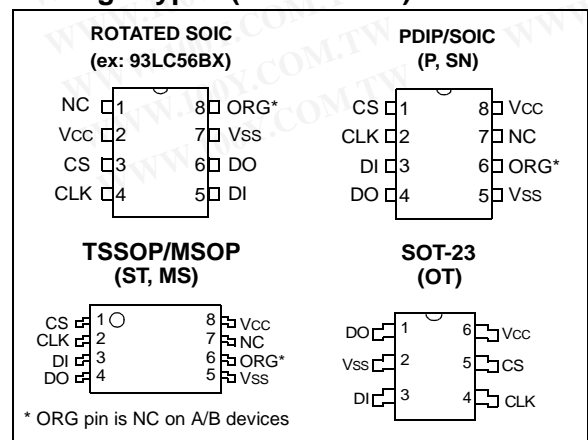 ROTATED SOIC
(ex: 93LC56BX)
NC 1 8 ORG*
VCC 2 7 VSS
CS 3 6 DO
CLK 4 5 DI
PDIP/SOIC
(P, SN)
CS 1 8 VCC
CLK 2 7 NC
DI 3 6 ORG*
DO 4 5 VSS
TSSOP/MSOP
(ST, MS)
CS 1 8 VCC
CLK 2 7 NC
DI 3 6 ORG*
DO 4 5 VSS
* ORG pin is NC on A/B devices
SOT-23
(OT)
DO 1 6 VCC
VSS 2 5 CS
DI 3 4 CLK
WWW.100Y.COM.TW